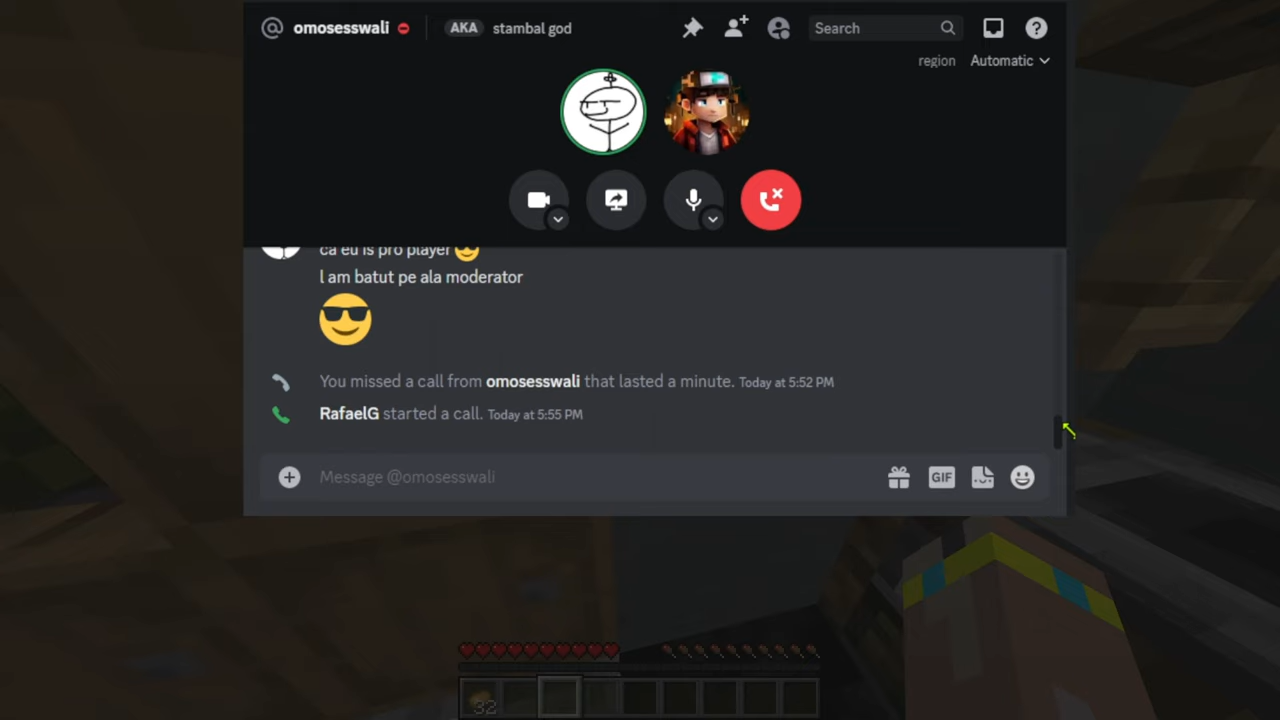 @ omosesswali AKA stambal god Search
region Automatic
ca eu is pro player 😎
l am batut pe ala moderator
😎
You missed a call from omosesswali that lasted a minute. Today at 5:52 PM
RafaelG started a call. Today at 5:55 PM
Message @omosesswali GIF
32